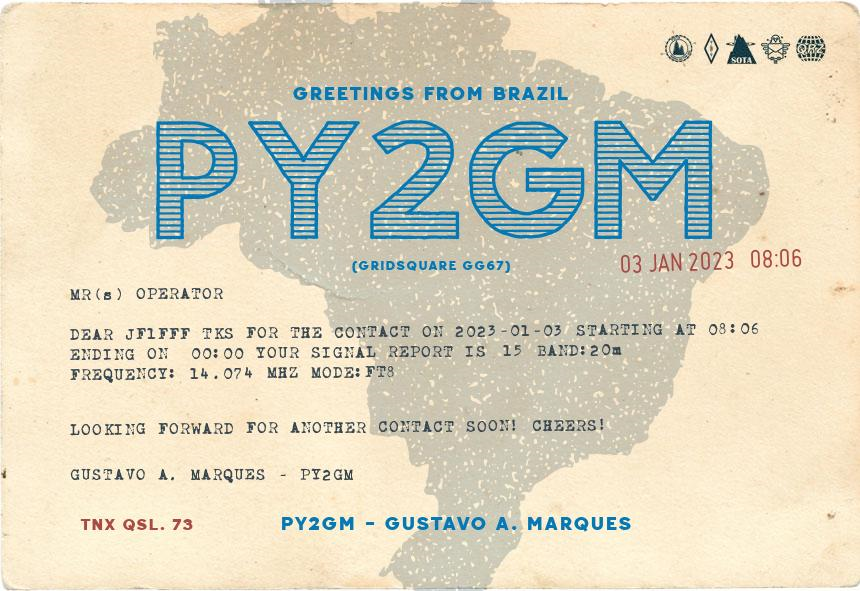 SOTA
QRZ
GREETINGS FROM BRAZIL
PY2GM
(GRIDSQUARE GG67)
03 JAN 2023 08:06
MR(s) OPERATOR
DEAR JF1FFF TKS FOR THE CONTACT ON 2023-01-03 STARTING AT 08:06
ENDING ON 00:00 YOUR SIGNAL REPORT IS 15 BAND:20m
FREQUENCY: 14.074 MHZ MODE:FT8
LOOKING FORWARD FOR ANOTHER CONTACT SOON! CHEERS!
GUSTAVO A. MARQUES - PY2GM
TNX QSL. 73 PY2GM - GUSTAVO A. MARQUES